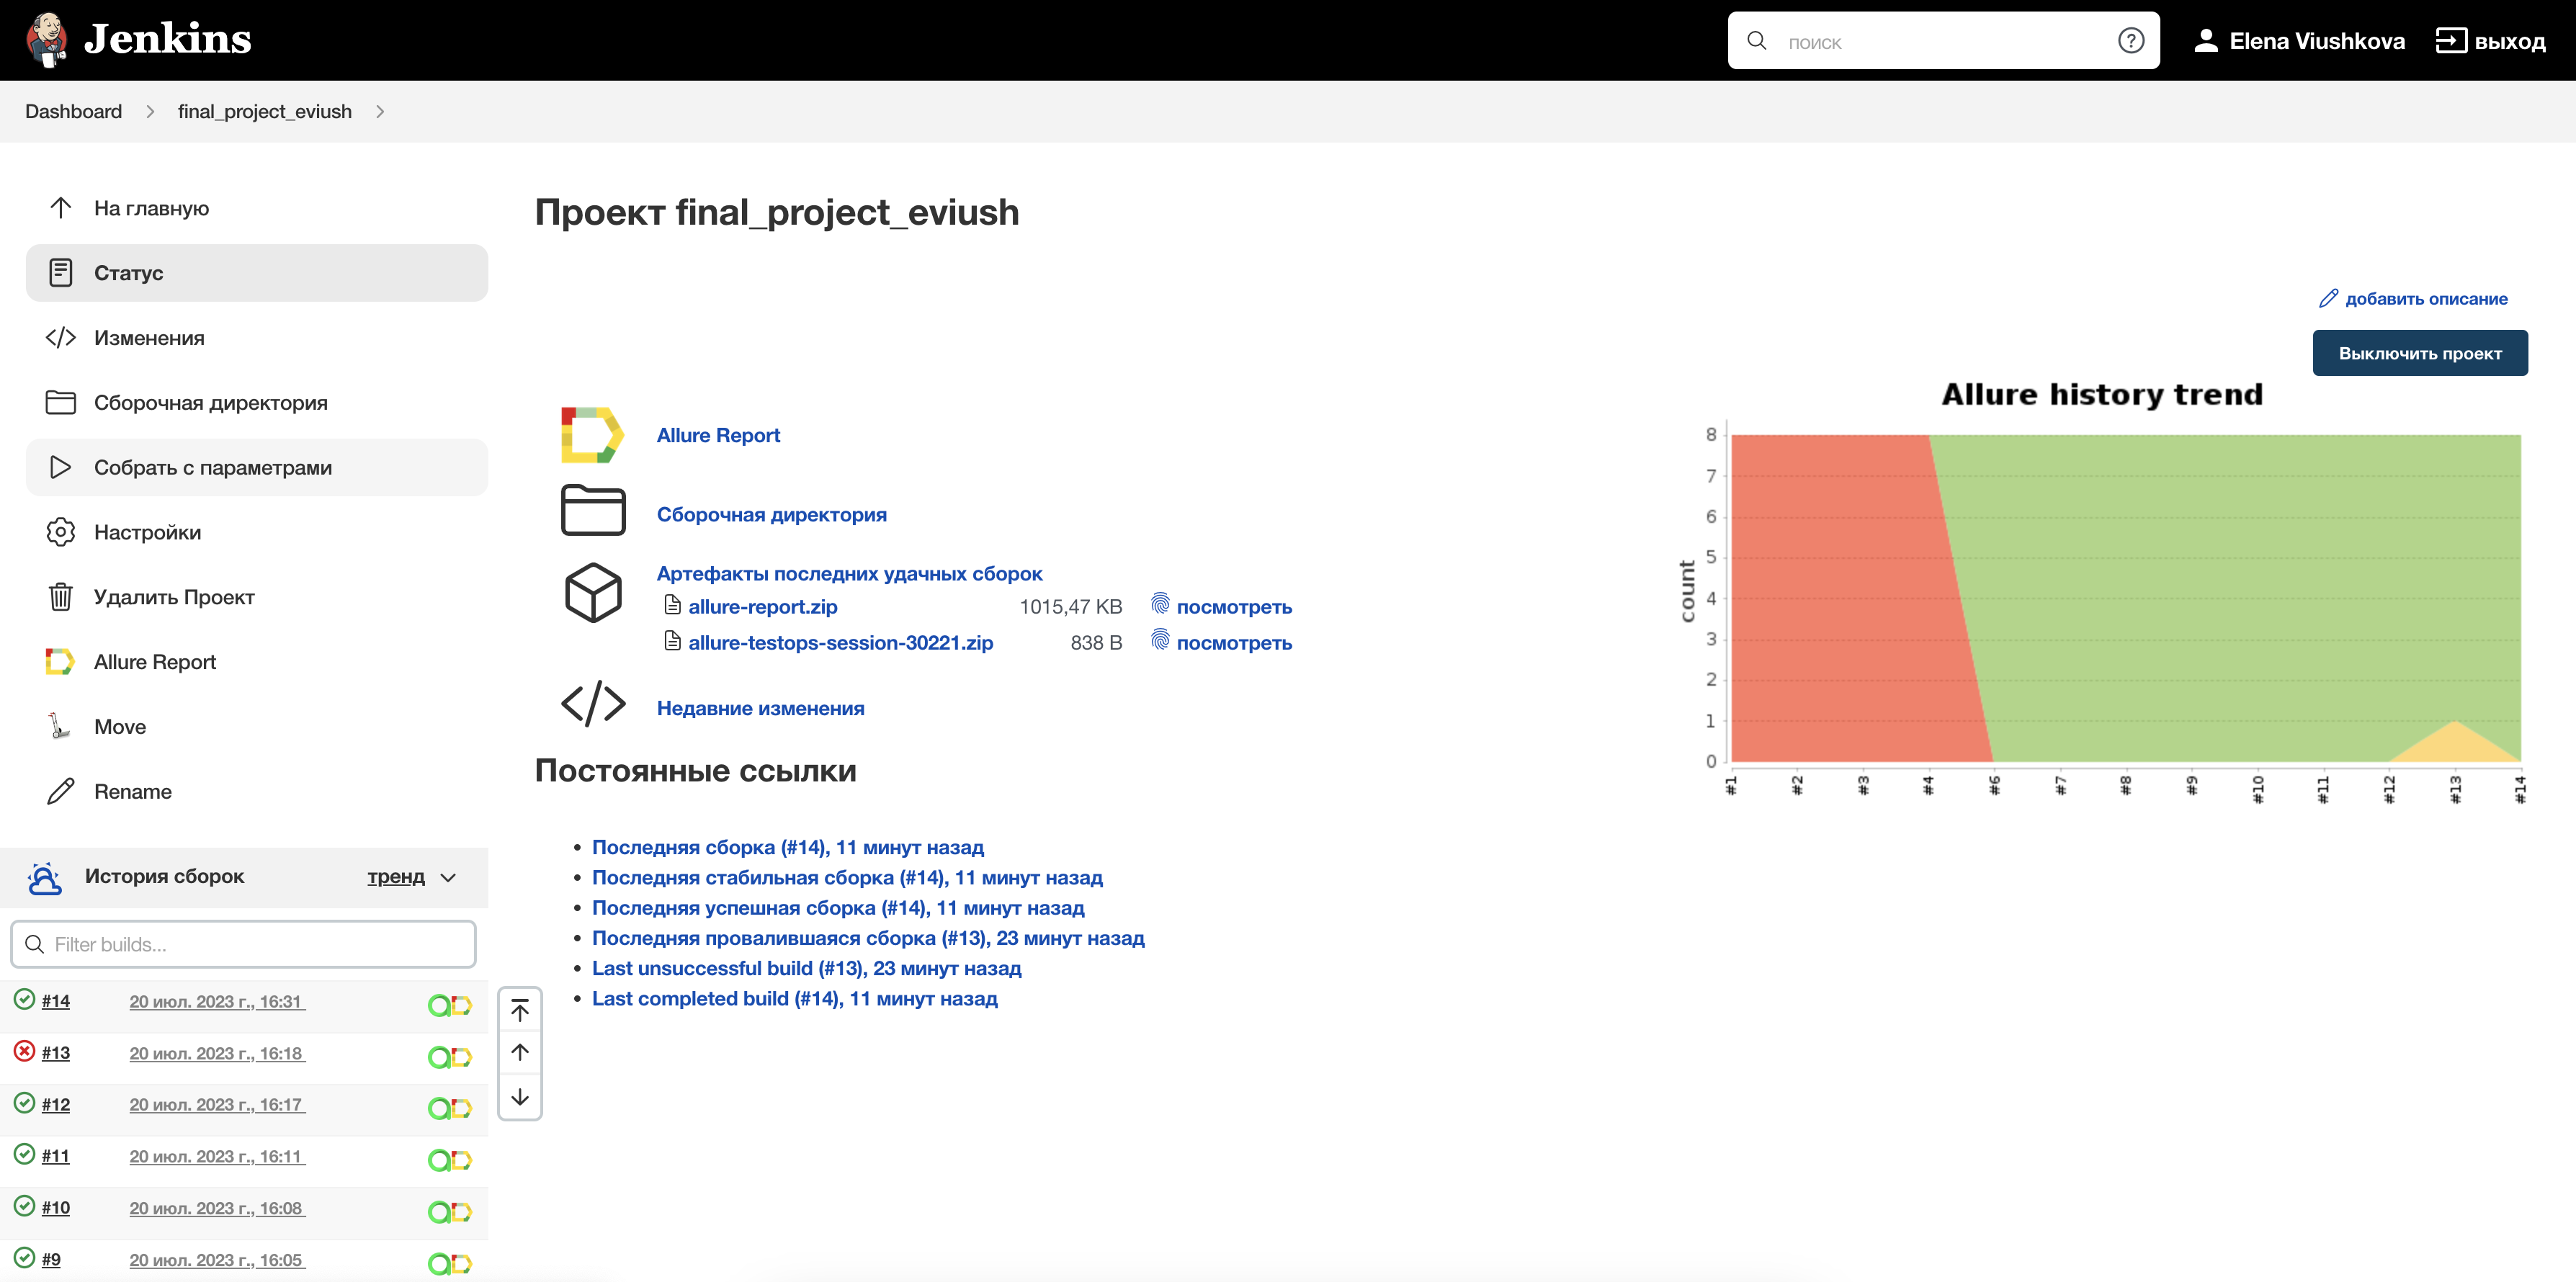 Jenkins
поиск
Elena Viushkova
выход
Dashboard
final_project_eviush
На главную
Статус
Изменения
Сборочная директория
Собрать с параметрами
Настройки
Удалить Проект
Allure Report
Move
Rename
История сборок
тренд
Filter builds...
#14 20 июл. 2023 г., 16:31
#13 20 июл. 2023 г., 16:18
#12 20 июл. 2023 г., 16:17
#11 20 июл. 2023 г., 16:11
#10 20 июл. 2023 г., 16:08
#9 20 июл. 2023 г., 16:05
Проект final_project_eviush
добавить описание
Выключить проект
Allure Report
Сборочная директория
Артефакты последних удачных сборок
allure-report.zip 1015,47 KB посмотреть
allure-testops-session-30221.zip 838 B посмотреть
Недавние изменения
Постоянные ссылки
Последняя сборка (#14), 11 минут назад
Последняя стабильная сборка (#14), 11 минут назад
Последняя успешная сборка (#14), 11 минут назад
Последняя провалившаяся сборка (#13), 23 минут назад
Last unsuccessful build (#13), 23 минут назад
Last completed build (#14), 11 минут назад
Allure history trend
count
8
7
6
5
4
3
2
1
0
#1 #2 #3 #4 #6 #7 #8 #9 #10 #11 #12 #13 #14